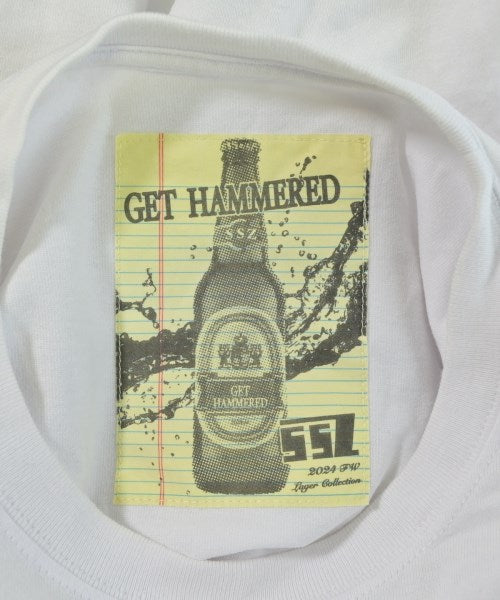 GET HAMMERED
SSZ
GET
HAMMERED
SSZ
2024 FW
Lager Collection